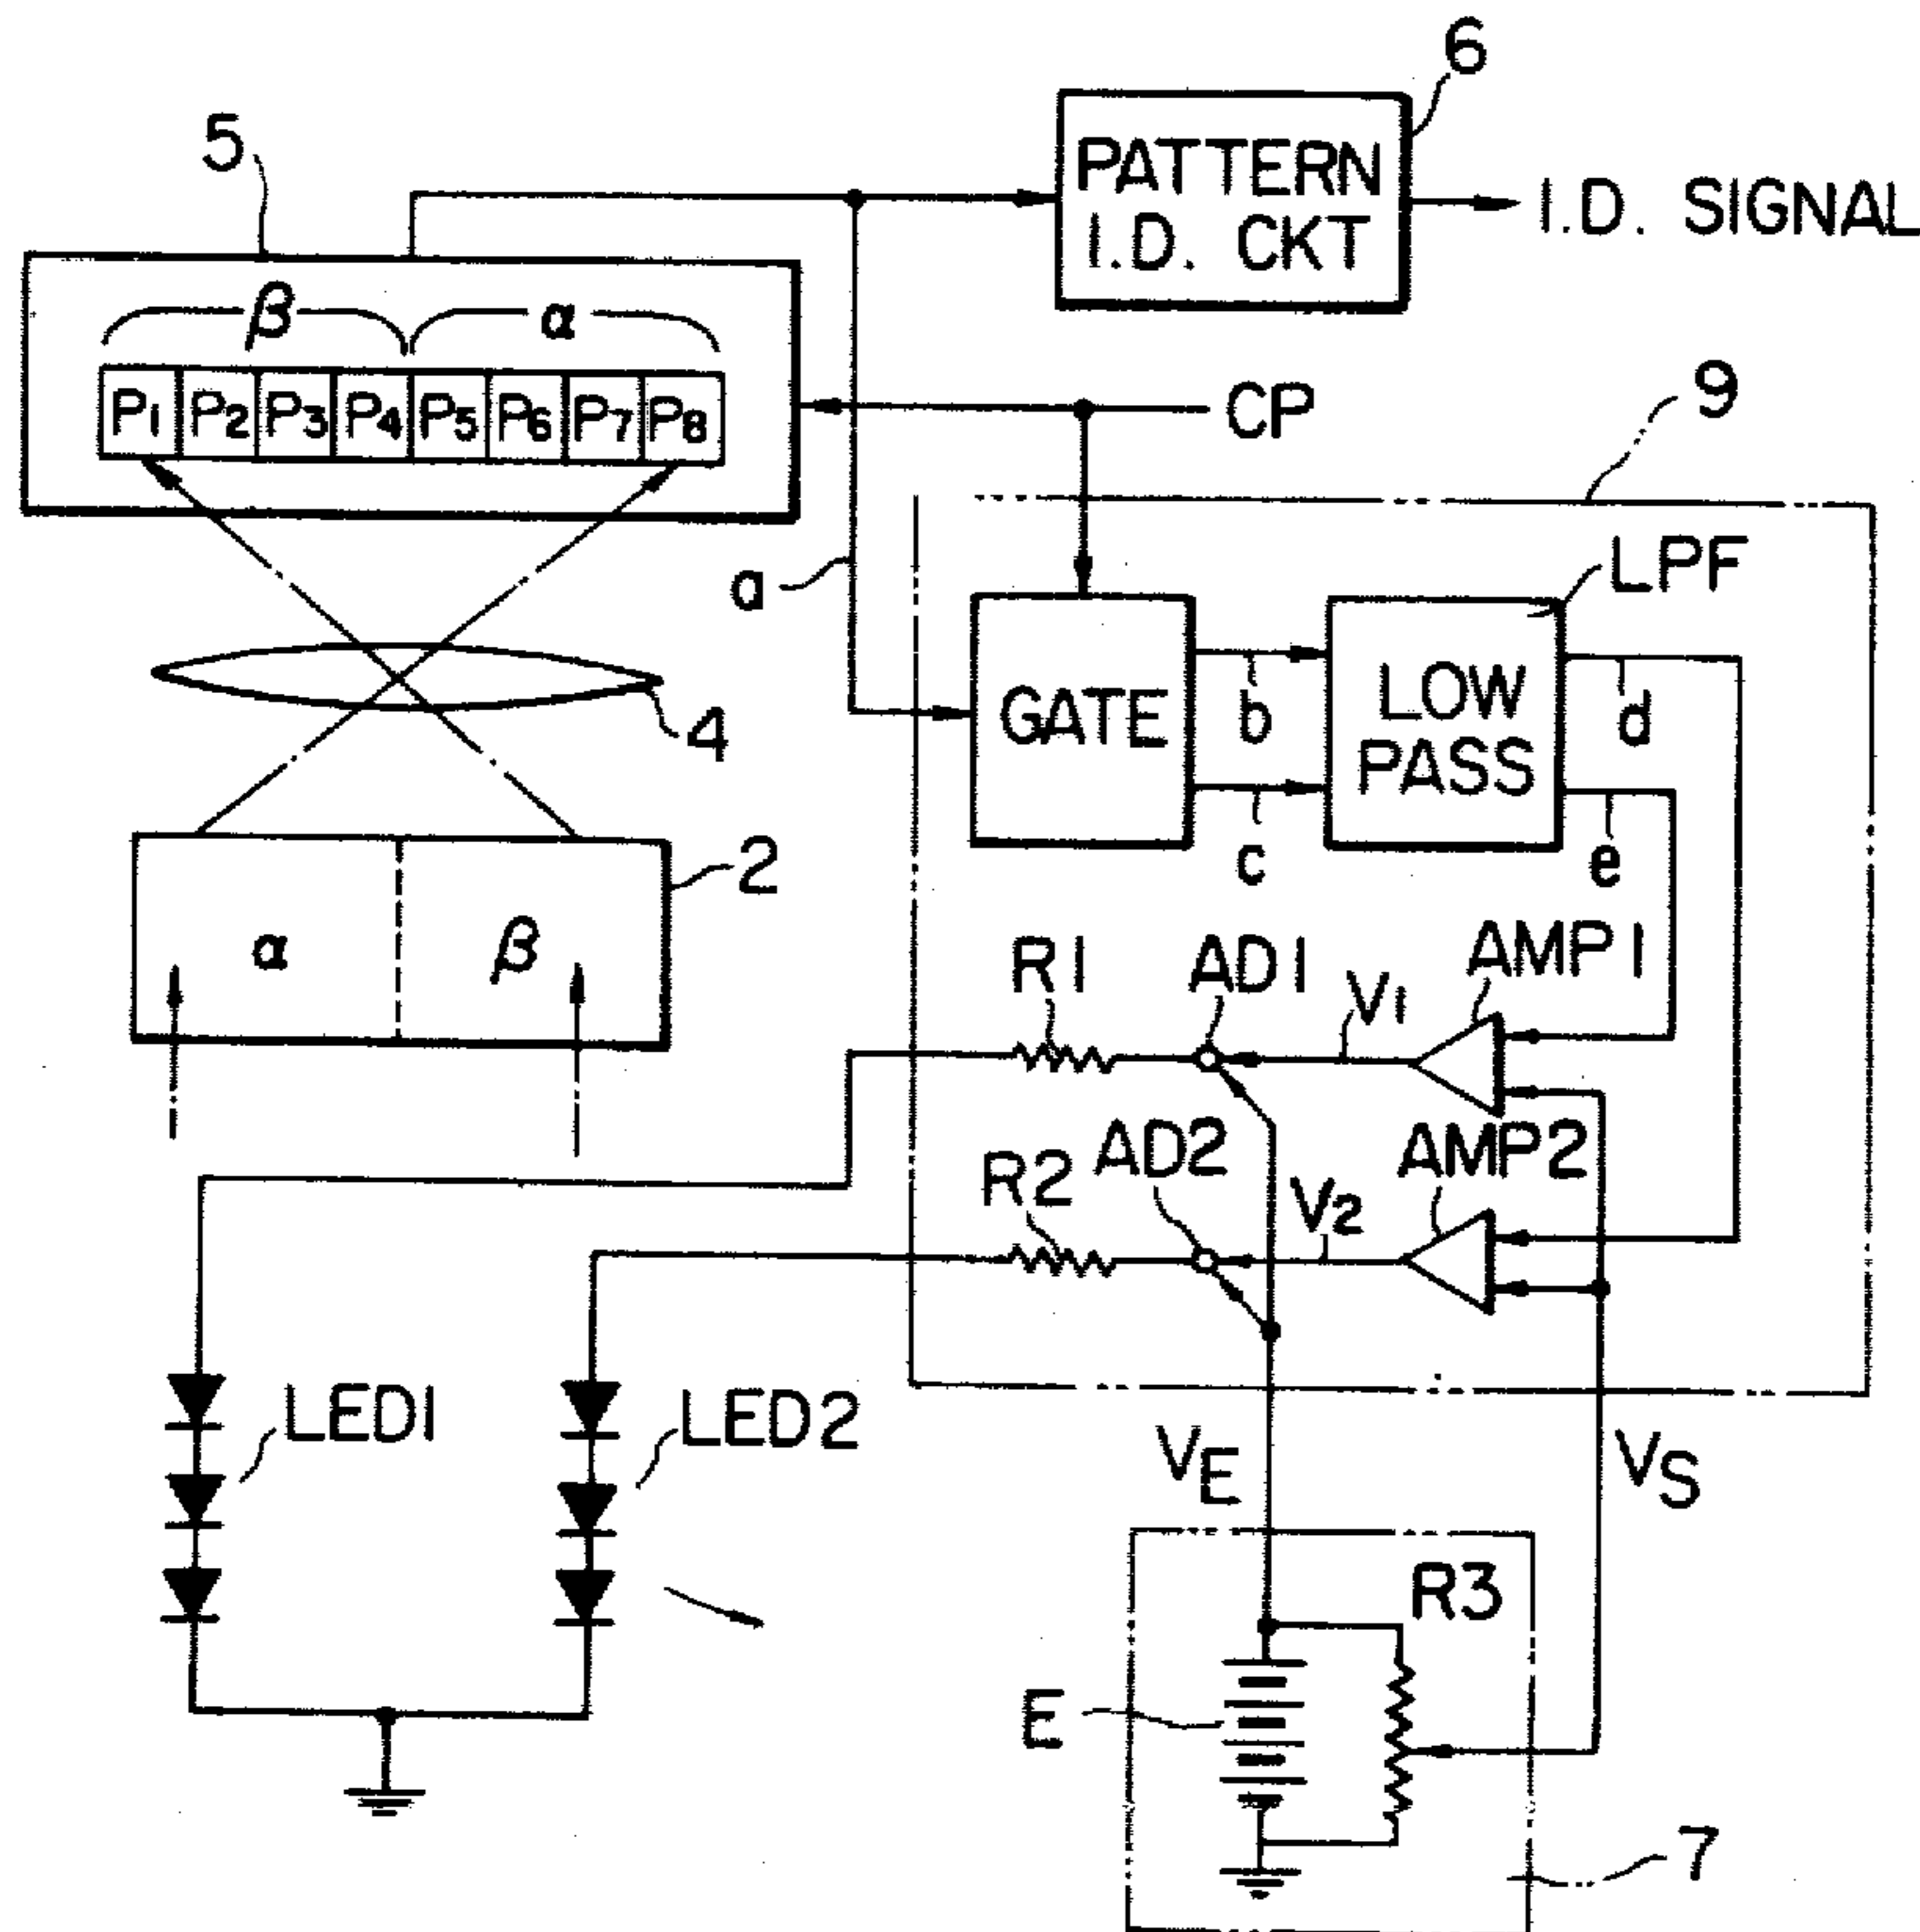 6
5
PATTERN
I.D. CKT
I.D. SIGNAL
β α
P1 P2 P3 P4 P5 P6 P7 P8
CP
9
LPF
a
GATE
b
c
LOW
PASS
d
e
4
2
α β
R1 AD1 V1 AMP1
R2 AD2 V2 AMP2
LED1
LED2
VE
VS
R3
E
7